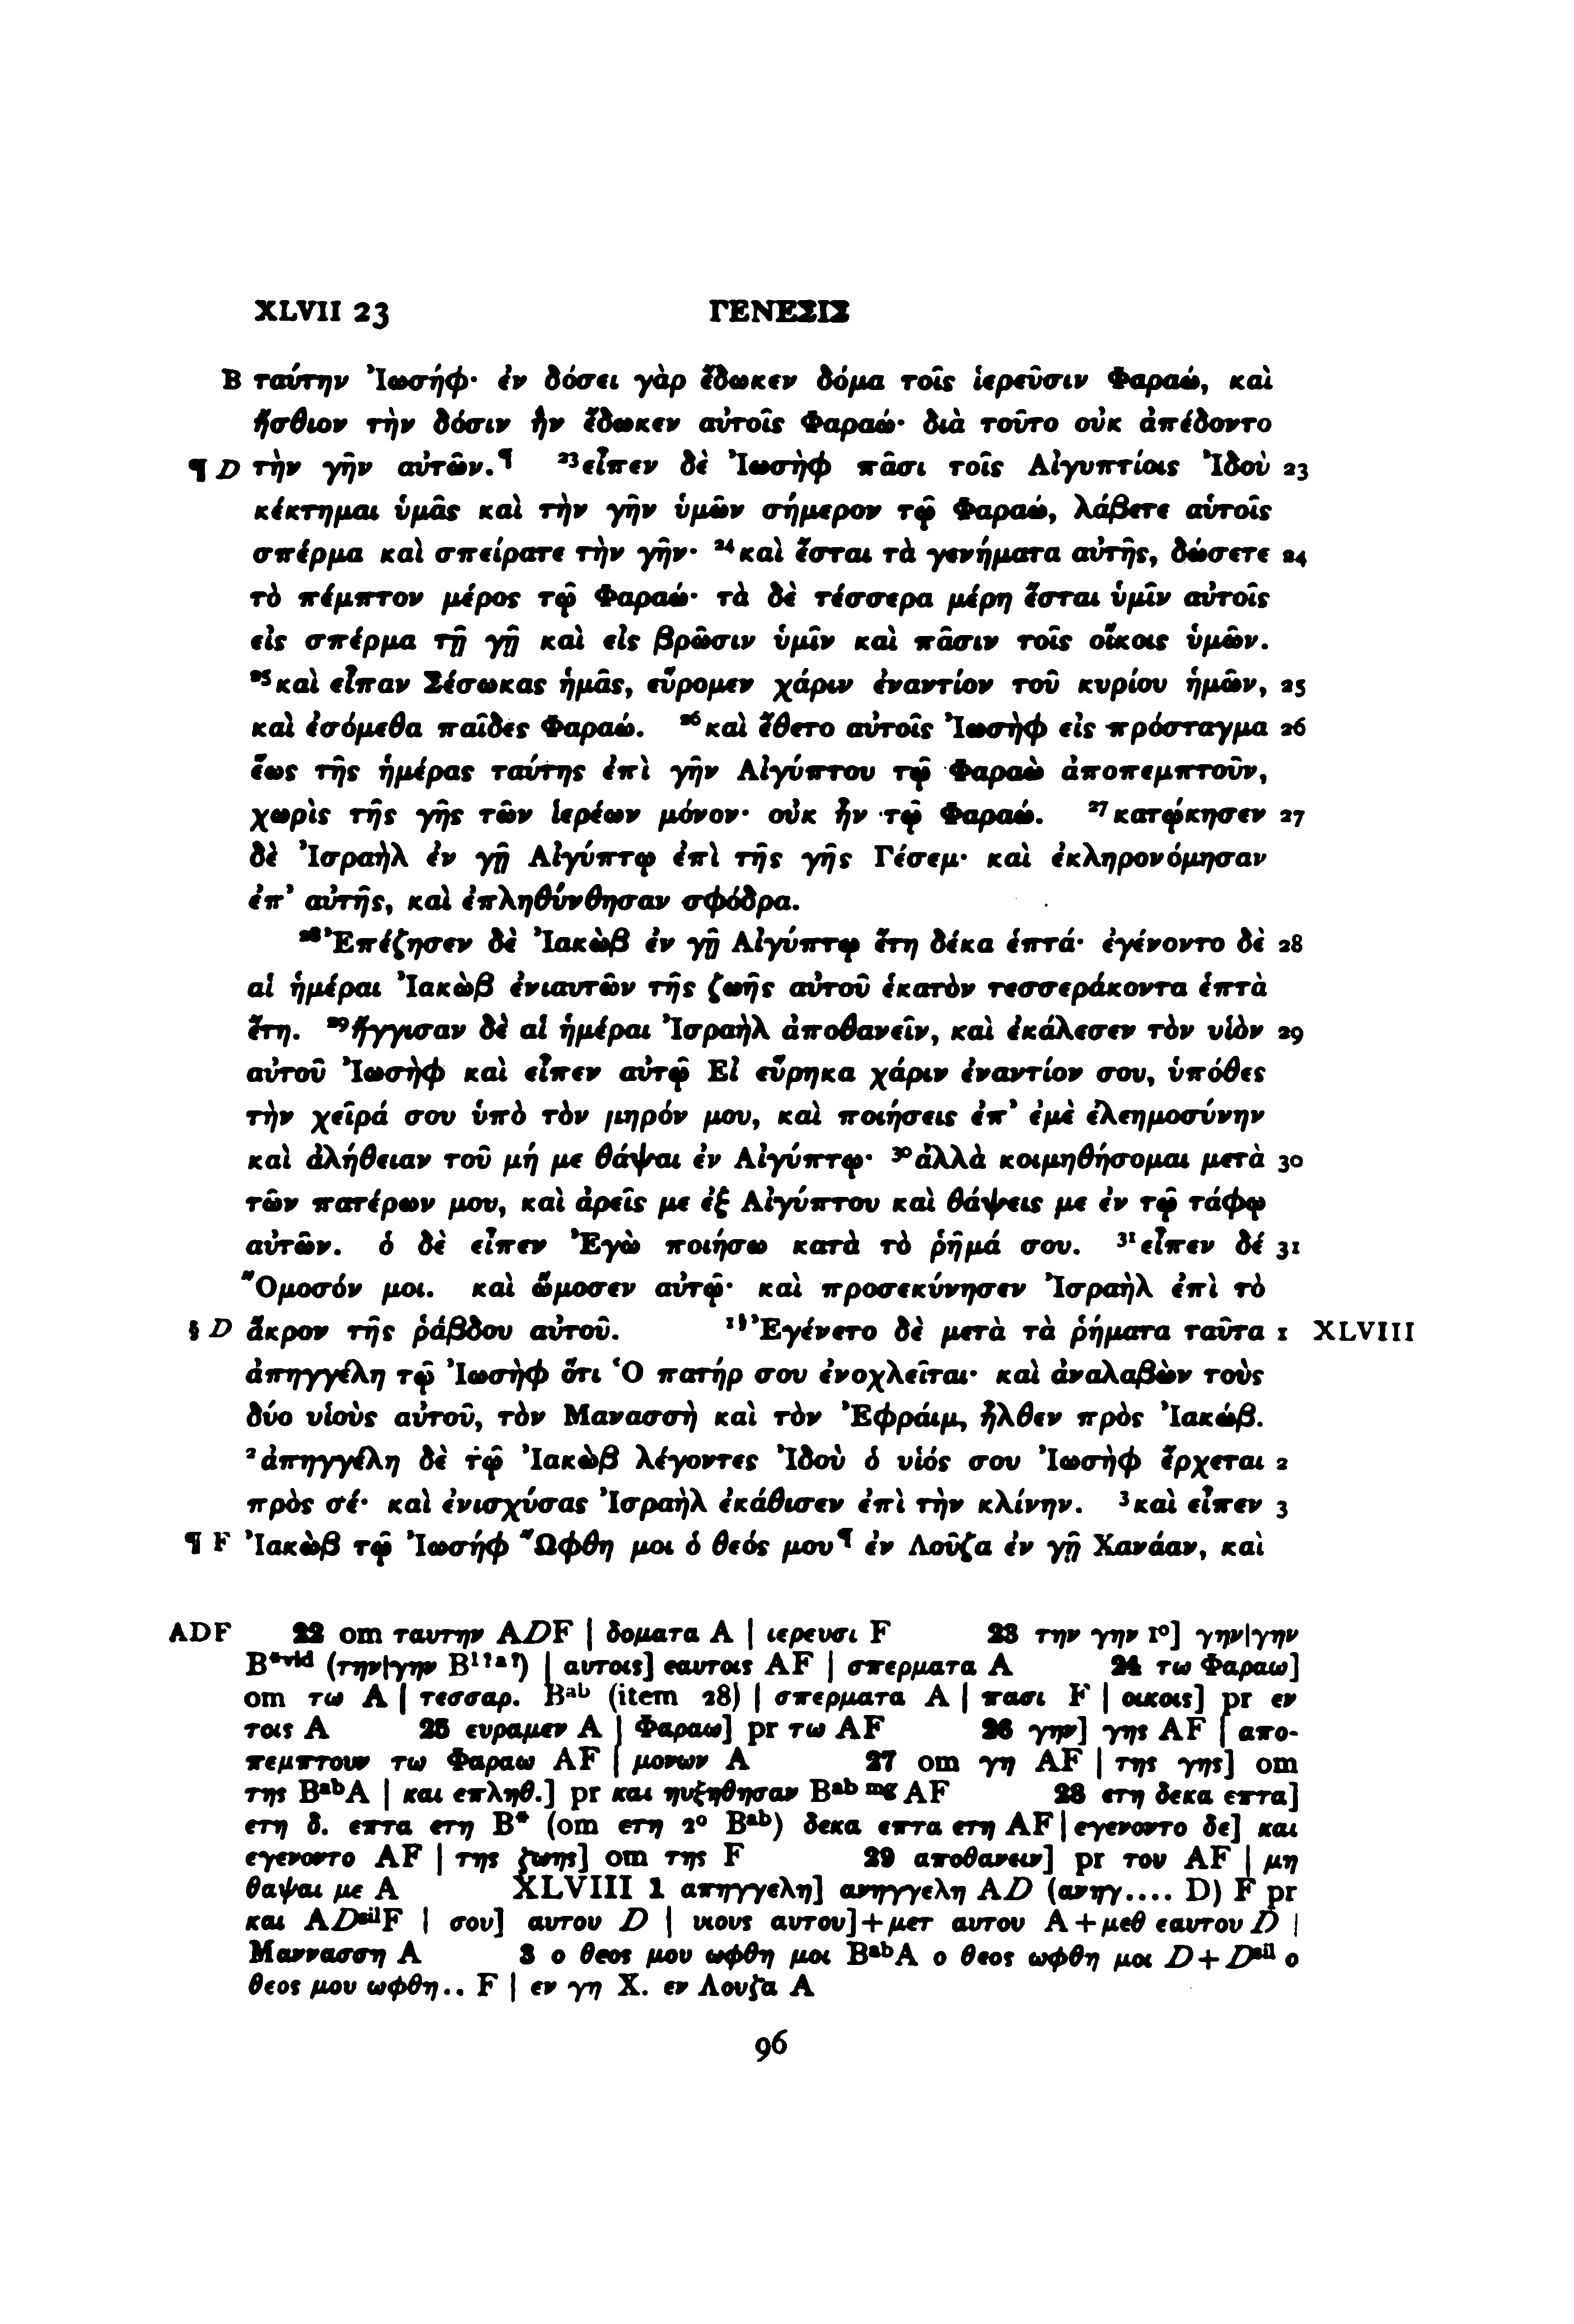 XLVII 23 ΓΕΝΕΣΙΣ
B ταύτην Ἰωσήφ· ἐν δόσει γὰρ ἔδωκεν δόμα τοῖς ἱερεῦσιν Φαραώ, καὶ
ἤσθιον τὴν δόσιν ἣν ἔδωκεν αὐτοῖς Φαραώ· διὰ τοῦτο οὐκ ἀπέδοντο
¶ D τὴν γῆν αὐτῶν.¶ ²³εἶπεν δὲ Ἰωσὴφ πᾶσι τοῖς Αἰγυπτίοις Ἰδοὺ 23
κέκτημαι ὑμᾶς καὶ τὴν γῆν ὑμῶν σήμερον τῷ Φαραώ, λάβετε αὑτοῖς
σπέρμα καὶ σπείρατε τὴν γῆν· ²⁴καὶ ἔσται τὰ γενήματα αὐτῆς, δώσετε 24
τὸ πέμπτον μέρος τῷ Φαραώ· τὰ δὲ τέσσερα μέρη ἔσται ὑμῖν αὐτοῖς
εἰς σπέρμα τῇ γῇ καὶ εἰς βρῶσιν ὑμῖν καὶ πᾶσιν τοῖς οἴκοις ὑμῶν.
²⁵καὶ εἶπαν Σέσωκας ἡμᾶς, εὕρομεν χάριν ἐναντίον τοῦ κυρίου ἡμῶν, 25
καὶ ἐσόμεθα παῖδες Φαραώ. ²⁶καὶ ἔθετο αὐτοῖς Ἰωσὴφ εἰς πρόσταγμα 26
ἕως τῆς ἡμέρας ταύτης ἐπὶ γῆν Αἰγύπτου τῷ Φαραὼ ἀποπεμπτοῦν,
χωρὶς τῆς γῆς τῶν ἱερέων μόνον· οὐκ ἦν τῷ Φαραώ. ²⁷κατῴκησεν 27
δὲ Ἰσραὴλ ἐν γῇ Αἰγύπτῳ ἐπὶ τῆς γῆς Γέσεμ· καὶ ἐκληρονόμησαν
ἐπ’ αὐτῆς, καὶ ἐπληθύνθησαν σφόδρα.
²⁸Ἐπέζησεν δὲ Ἰακὼβ ἐν γῇ Αἰγύπτῳ ἔτη δέκα ἑπτά· ἐγένοντο δὲ 28
αἱ ἡμέραι Ἰακὼβ ἐνιαυτῶν τῆς ζωῆς αὐτοῦ ἑκατὸν τεσσεράκοντα ἑπτὰ
ἔτη. ²⁹ἤγγισαν δὲ αἱ ἡμέραι Ἰσραὴλ ἀποθανεῖν, καὶ ἐκάλεσεν τὸν υἱὸν 29
αὐτοῦ Ἰωσὴφ καὶ εἶπεν αὐτῷ Εἰ εὕρηκα χάριν ἐναντίον σου, ὑπόθες
τὴν χεῖρά σου ὑπὸ τὸν μηρόν μου, καὶ ποιήσεις ἐπ’ ἐμὲ ἐλεημοσύνην
καὶ ἀλήθειαν τοῦ μή με θάψαι ἐν Αἰγύπτῳ· ³⁰ἀλλὰ κοιμηθήσομαι μετὰ 30
τῶν πατέρων μου, καὶ ἀρεῖς με ἐξ Αἰγύπτου καὶ θάψεις με ἐν τῷ τάφῳ
αὐτῶν. ὁ δὲ εἶπεν Ἐγὼ ποιήσω κατὰ τὸ ῥῆμά σου. ³¹εἶπεν δέ 31
Ὄμοσόν μοι. καὶ ὤμοσεν αὐτῷ· καὶ προσεκύνησεν Ἰσραὴλ ἐπὶ τὸ
§ D ἄκρον τῆς ῥάβδου αὐτοῦ. ¹§Ἐγένετο δὲ μετὰ τὰ ῥήματα ταῦτα 1 XLVIII
ἀπηγγέλη τῷ Ἰωσὴφ ὅτι Ὁ πατήρ σου ἐνοχλεῖται· καὶ ἀναλαβὼν τοὺς
δύο υἱοὺς αὐτοῦ, τὸν Μανασσὴ καὶ τὸν Ἐφράιμ, ἦλθεν πρὸς Ἰακώβ.
²ἀπηγγέλη δὲ τῷ Ἰακὼβ λέγοντες Ἰδοὺ ὁ υἱός σου Ἰωσὴφ ἔρχεται 2
πρὸς σέ· καὶ ἐνισχύσας Ἰσραὴλ ἐκάθισεν ἐπὶ τὴν κλίνην. ³καὶ εἶπεν 3
¶ F Ἰακὼβ τῷ Ἰωσήφ Ὤφθη μοι ὁ θεός μου¶ ἐν Λοῦζα ἐν γῇ Χανάαν, καὶ
ADF 22 om ταυτην ADF | δοματα A | ιερευσι F 23 την γην 1º] γην|γην
B*vid (την|γην B1?a?) | αυτοις] εαυτοις AF | σπερματα A 24 τω Φαραω]
om τω A | τεσσαρ. Bab (item 28) | σπερματα A | πασι F | οικοις] pr εν
τοις A 25 ευραμεν A | Φαραω] pr τω AF 26 γην] γης AF | απο-
πεμπτουν τω Φαραω AF | μονων A 27 om γη AF | της γης] om
της BabA | και επληθ.] pr και ηυξηθησαν Bab mg AF 28 ετη δεκα επτα]
ετη δ. επτα ετη B* (om ετη 2º Bab) δεκα επτα ετη AF | εγενοντο δε] και
εγενοντο AF | της ζωης] om της F 29 αποθανειν] pr του AF | μη
θαψαι με A XLVIII 1 απηγγελη] ανηγγελη AD (ανηγ.... D) F pr
και ADsilF | σου] αυτου D | υιους αυτου]+μετ αυτου A+μεθ εαυτου D |
Μαννασση A 3 ο θεος μου ωφθη μοι BabA ο θεος ωφθη μοι D+Dsil ο
θεος μου ωφθη.. F | εν γη Χ. εν Λουζα A
96